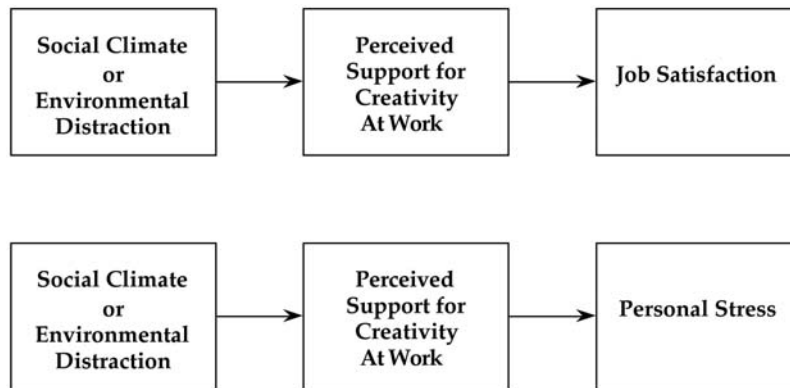 Social Climate
or
Environmental
Distraction
Perceived
Support for
Creativity
At Work
Job Satisfaction
Social Climate
or
Environmental
Distraction
Perceived
Support for
Creativity
At Work
Personal Stress